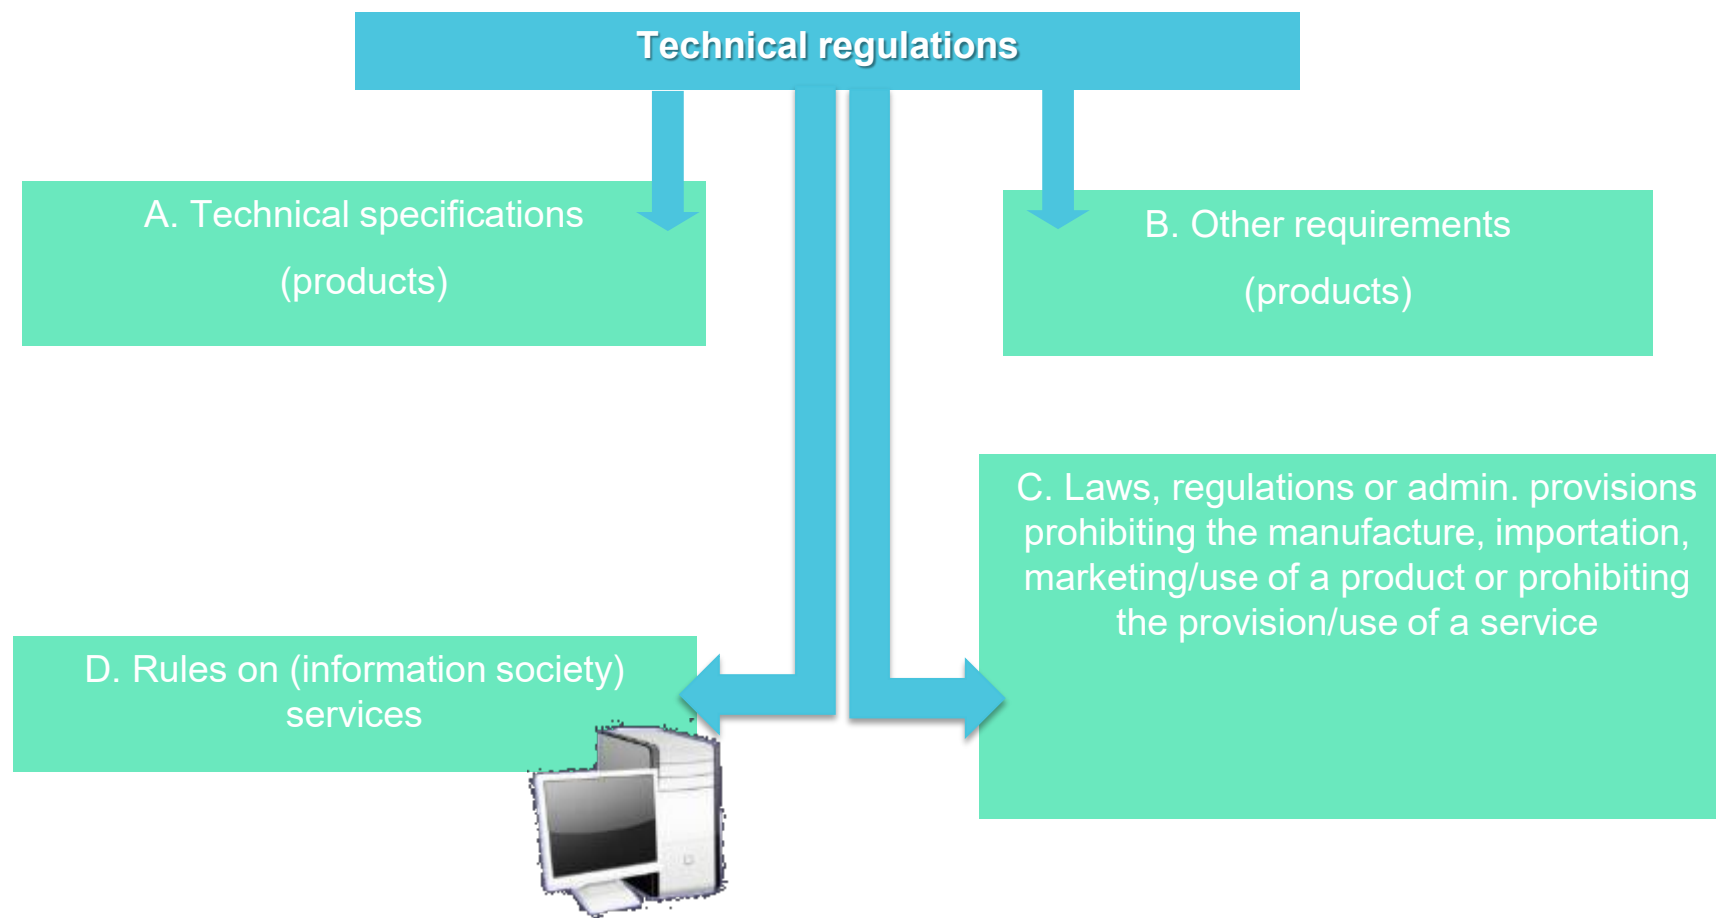 Technical regulations
A. Technical specifications
(products)
B. Other requirements
(products)
C. Laws, regulations or admin. provisions
prohibiting the manufacture, importation,
marketing/use of a product or prohibiting
the provision/use of a service
D. Rules on (information society)
services